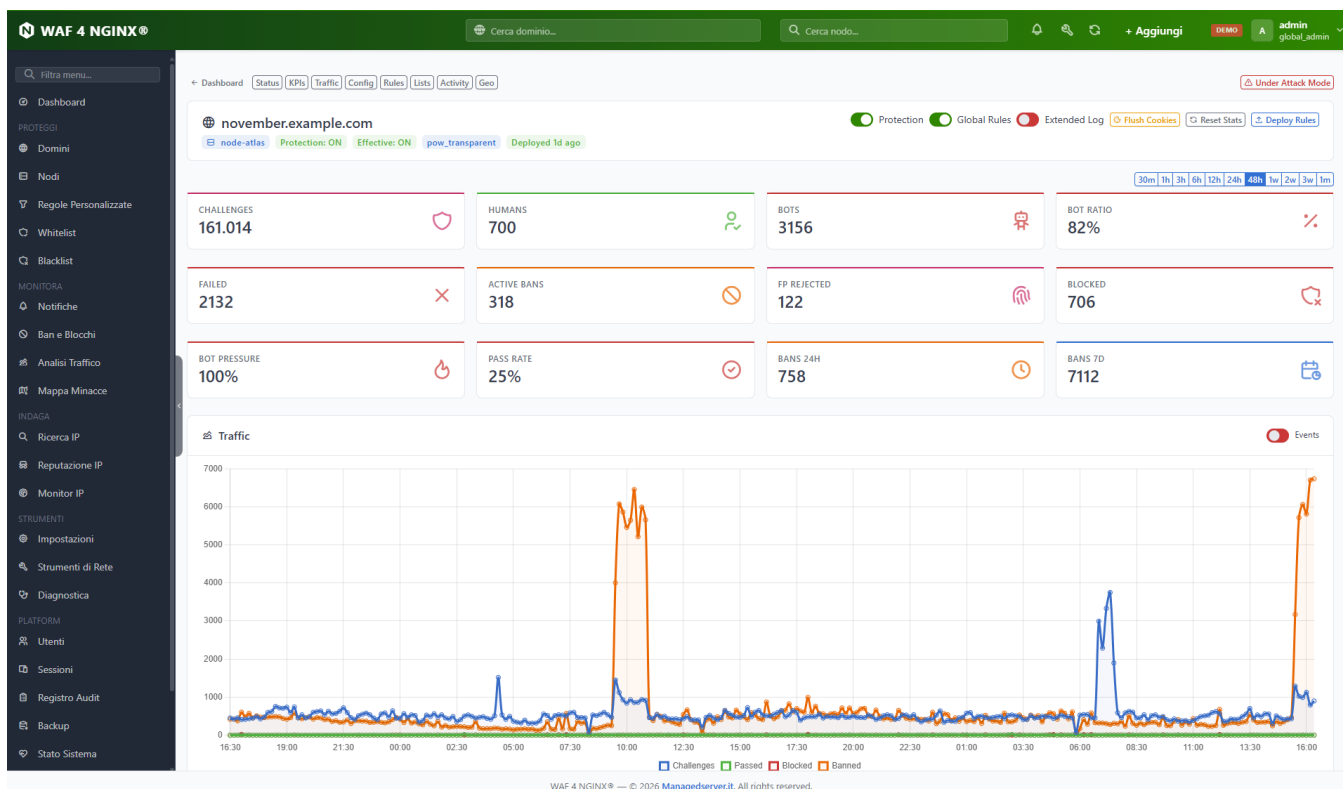 WAF 4 NGINX®
Cerca dominio...
Cerca nodo...
+ Aggiungi
DEMO
A
admin
global_admin
Filtra menu...
Dashboard
PROTEGGI
Domini
Nodi
Regole Personalizzate
Whitelist
Blacklist
MONITORA
Notifiche
Ban e Blocchi
Analisi Traffico
Mappa Minacce
INDAGA
Ricerca IP
Reputazione IP
Monitor IP
STRUMENTI
Impostazioni
Strumenti di Rete
Diagnostica
PLATFORM
Utenti
Sessioni
Registro Audit
Backup
Stato Sistema
← Dashboard Status KPIs Traffic Config Rules Lists Activity Geo
Under Attack Mode
november.example.com
Protection Global Rules Extended Log Flush Cookies Reset Stats Deploy Rules
node-atlas Protection: ON Effective: ON pow_transparent Deployed 1d ago
30m 1h 3h 6h 12h 24h 48h 1w 2w 3w 1m
CHALLENGES
161.014
HUMANS
700
BOTS
3156
BOT RATIO
82%
FAILED
2132
ACTIVE BANS
318
FP REJECTED
122
BLOCKED
706
BOT PRESSURE
100%
PASS RATE
25%
BANS 24H
758
BANS 7D
7112
Traffic
Events
7000
6000
5000
4000
3000
2000
1000
0
16:30 19:00 21:30 00:00 02:30 05:00 07:30 10:00 12:30 15:00 17:30 20:00 22:30 01:00 03:30 06:00 08:30 11:00 13:30 16:00
Challenges Passed Blocked Banned
WAF 4 NGINX® — © 2026 Managedserver.it. All rights reserved.